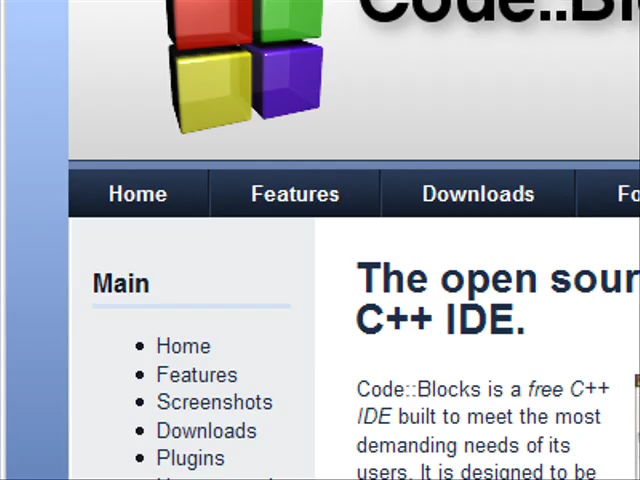 Code::Bl
Home Features Downloads Fo
Main
Home
Features
Screenshots
Downloads
Plugins
The open sour
C++ IDE.
Code::Blocks is a free C++
IDE built to meet the most
demanding needs of its
users. It is designed to be